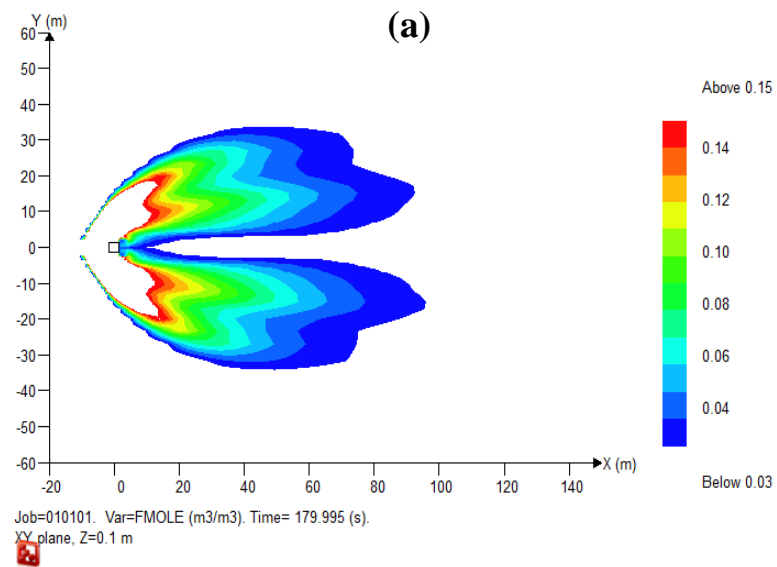 (a)
Y (m)
60
50
40
30
20
10
0
-10
-20
-30
-40
-50
-60
-20 0 20 40 60 80 100 120 140
X (m)
Above 0.15
0.14
0.12
0.10
0.08
0.06
0.04
Below 0.03
Job=010101. Var=FMOLE (m3/m3). Time= 179.995 (s).
XY plane, Z=0.1 m